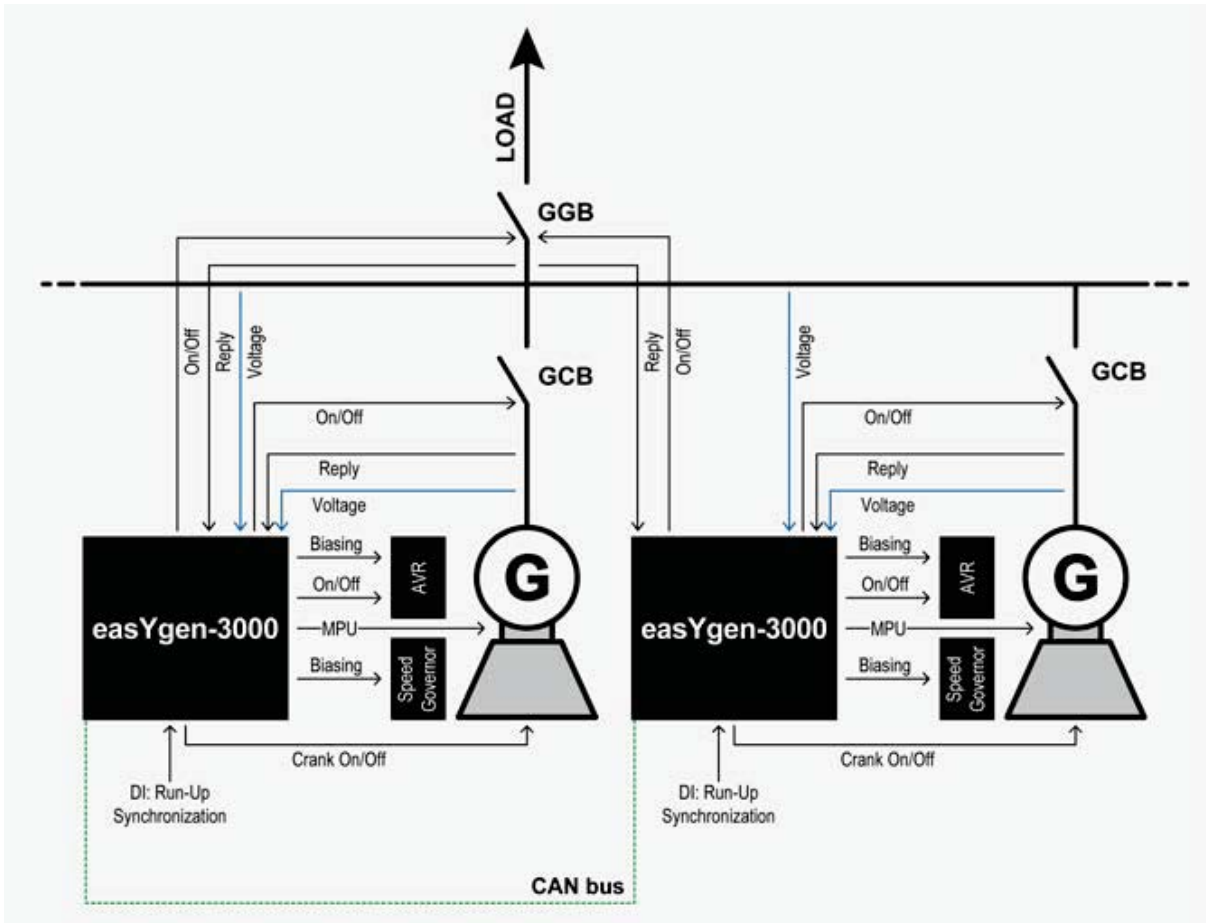 LOAD
GGB
On/Off
Reply
Voltage
Reply
On/Off
Voltage
GCB
GCB
On/Off
On/Off
Reply
Reply
Voltage
Voltage
easYgen-3000
Biasing
On/Off
MPU
Biasing
AVR
Speed
Governor
G
easYgen-3000
Biasing
On/Off
MPU
Biasing
AVR
Speed
Governor
G
Crank On/Off
Crank On/Off
DI: Run-Up
Synchronization
DI: Run-Up
Synchronization
CAN bus